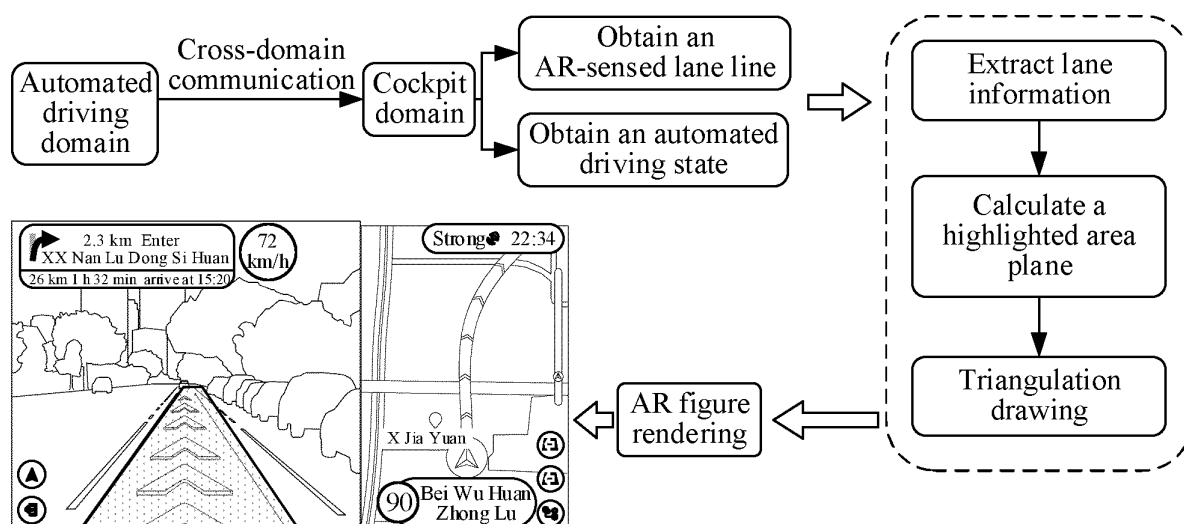 Automated
driving
domain
Cross-domain
communication
Cockpit
domain
Obtain an
AR-sensed lane line
Obtain an automated
driving state
Extract lane
information
Calculate a
highlighted area
plane
Triangulation
drawing
AR figure
rendering
2.3 km Enter
XX Nan Lu Dong Si Huan
26 km 1 h 32 min arrive at 15:20
72
km/h
Strong 22:34
X Jia Yuan
90
Bei Wu Huan
Zhong Lu